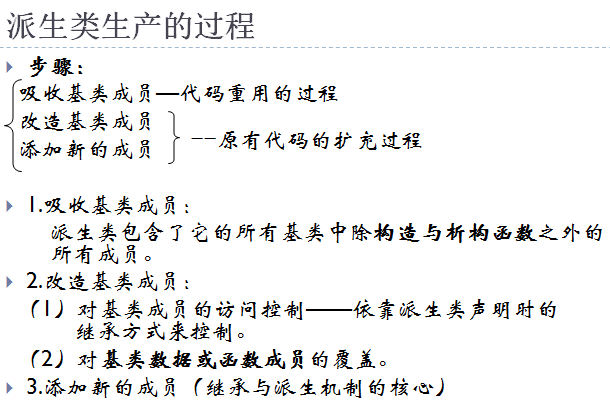 派生类生产的过程
步骤：
吸收基类成员—代码重用的过程
改造基类成员
添加新的成员
--原有代码的扩充过程
1.吸收基类成员：
派生类包含了它的所有基类中除构造与析构函数之外的
所有成员。
2.改造基类成员：
（1）对基类成员的访问控制——依靠派生类声明时的
继承方式来控制。
（2）对基类数据或函数成员的覆盖。
3.添加新的成员（继承与派生机制的核心）